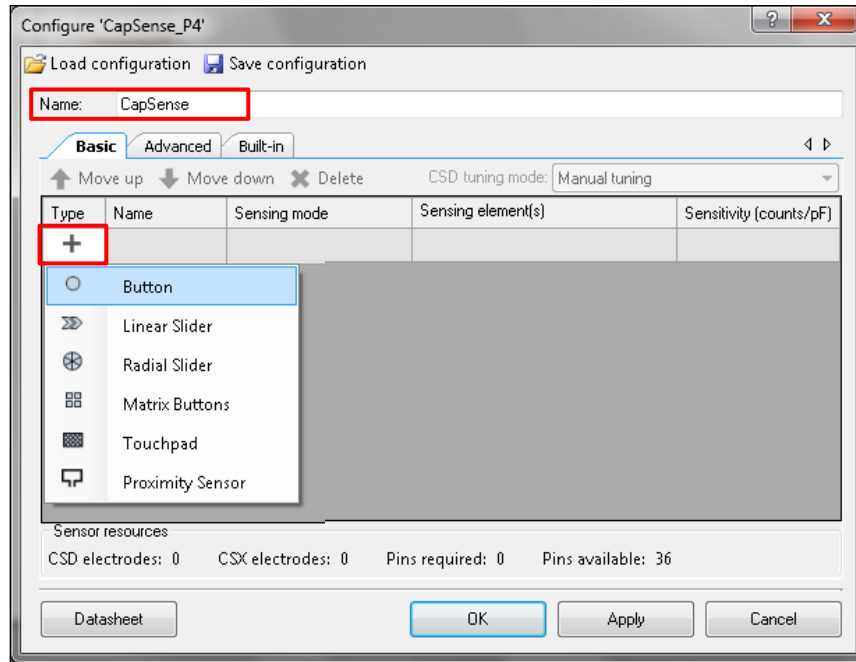 Configure 'CapSense_P4'
Load configuration Save configuration
Name: CapSense
Basic Advanced Built-in
Move up Move down Delete CSD tuning mode: Manual tuning
Type Name Sensing mode Sensing element(s) Sensitivity (counts/pF)
Button
Linear Slider
Radial Slider
Matrix Buttons
Touchpad
Proximity Sensor
Sensor resources
CSD electrodes: 0 CSX electrodes: 0 Pins required: 0 Pins available: 36
Datasheet OK Apply Cancel